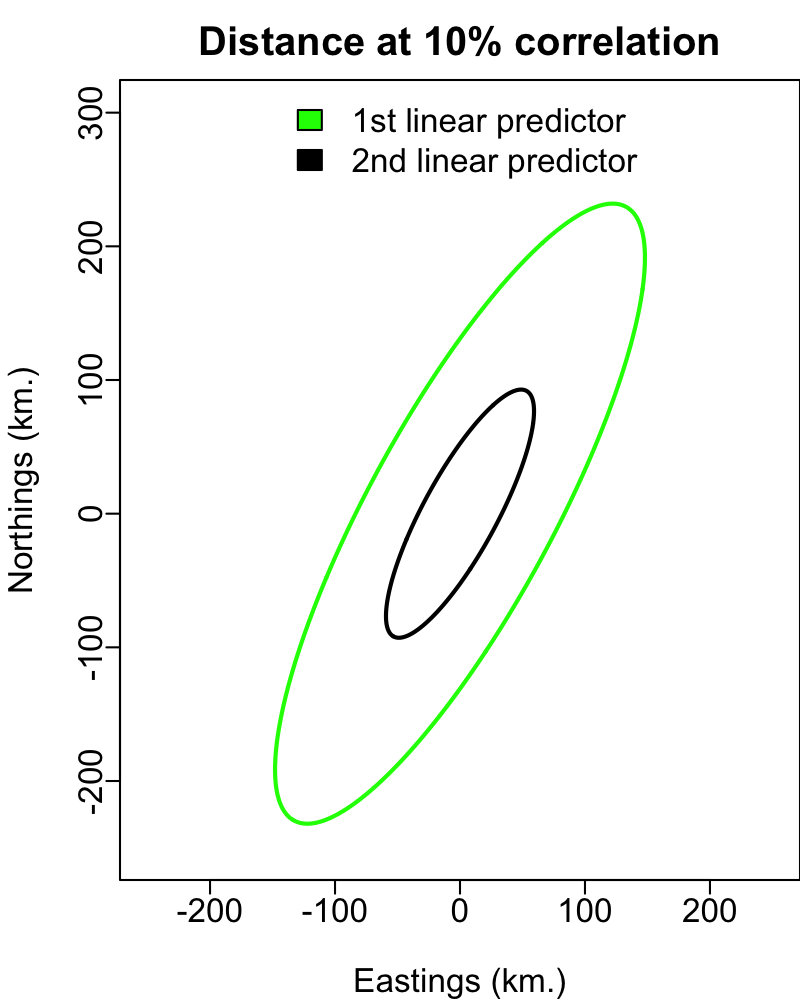 Distance at 10% correlation
1st linear predictor
2nd linear predictor
300
200
100
0
-100
-200
Northings (km.)
-200 -100 0 100 200
Eastings (km.)